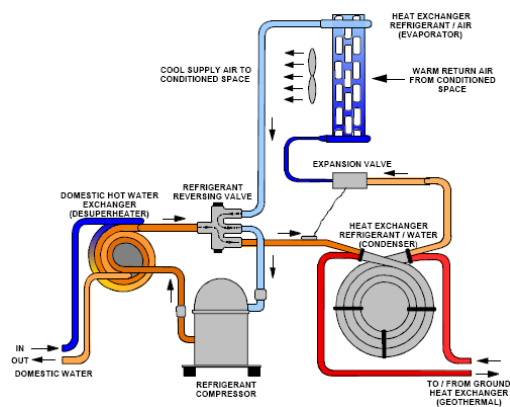 HEAT EXCHANGER
REFRIGERANT / AIR
(EVAPORATOR)
COOL SUPPLY AIR TO
CONDITIONED SPACE
WARM RETURN AIR
FROM CONDITIONED
SPACE
EXPANSION VALVE
REFRIGERANT
REVERSING VALVE
DOMESTIC HOT WATER
EXCHANGER
(DESUPERHEATER)
HEAT EXCHANGER
REFRIGERANT / WATER
(CONDENSER)
IN
OUT
DOMESTIC WATER
REFRIGERANT
COMPRESSOR
TO / FROM GROUND
HEAT EXCHANGER
(GEOTHERMAL)